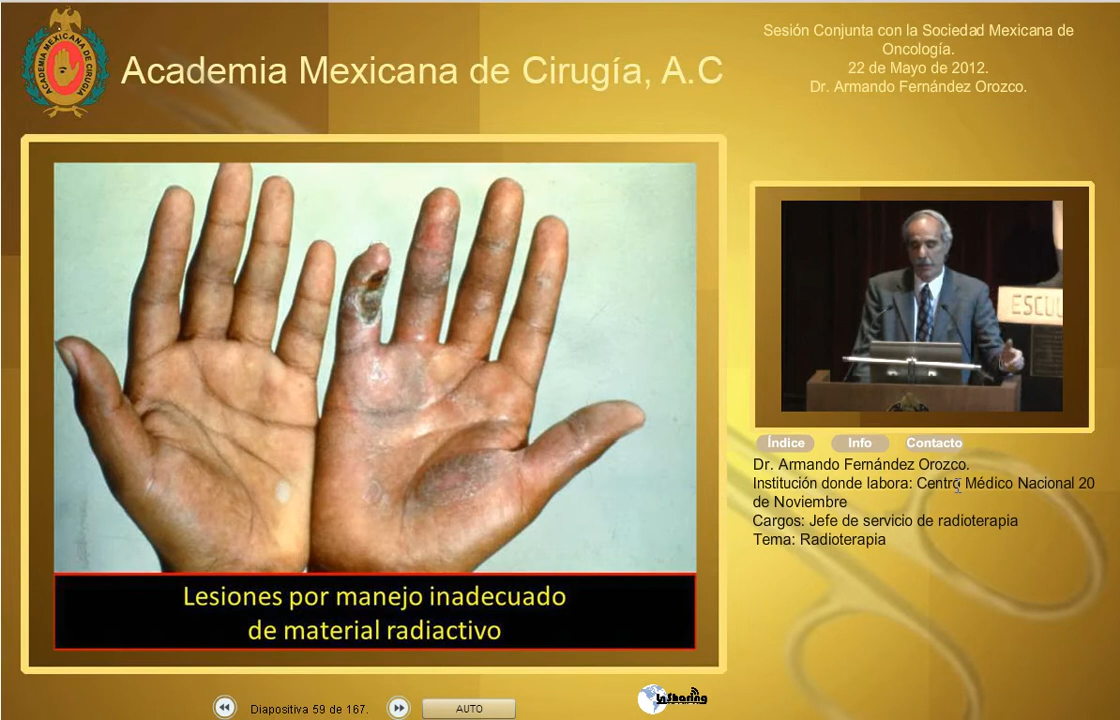 ACADEMIA MEXICANA DE CIRUGIA
Academia Mexicana de Cirugía, A.C
Sesión Conjunta con la Sociedad Mexicana de
Oncología.
22 de Mayo de 2012.
Dr. Armando Fernández Orozco.
ESCU
Lesiones por manejo inadecuado
de material radiactivo
Índice
Info
Contacto
Dr. Armando Fernández Orozco.
Institución donde labora: Centro Médico Nacional 20
de Noviembre
Cargos: Jefe de servicio de radioterapia
Tema: Radioterapia
Diapositiva 59 de 167.
AUTO
InSharing